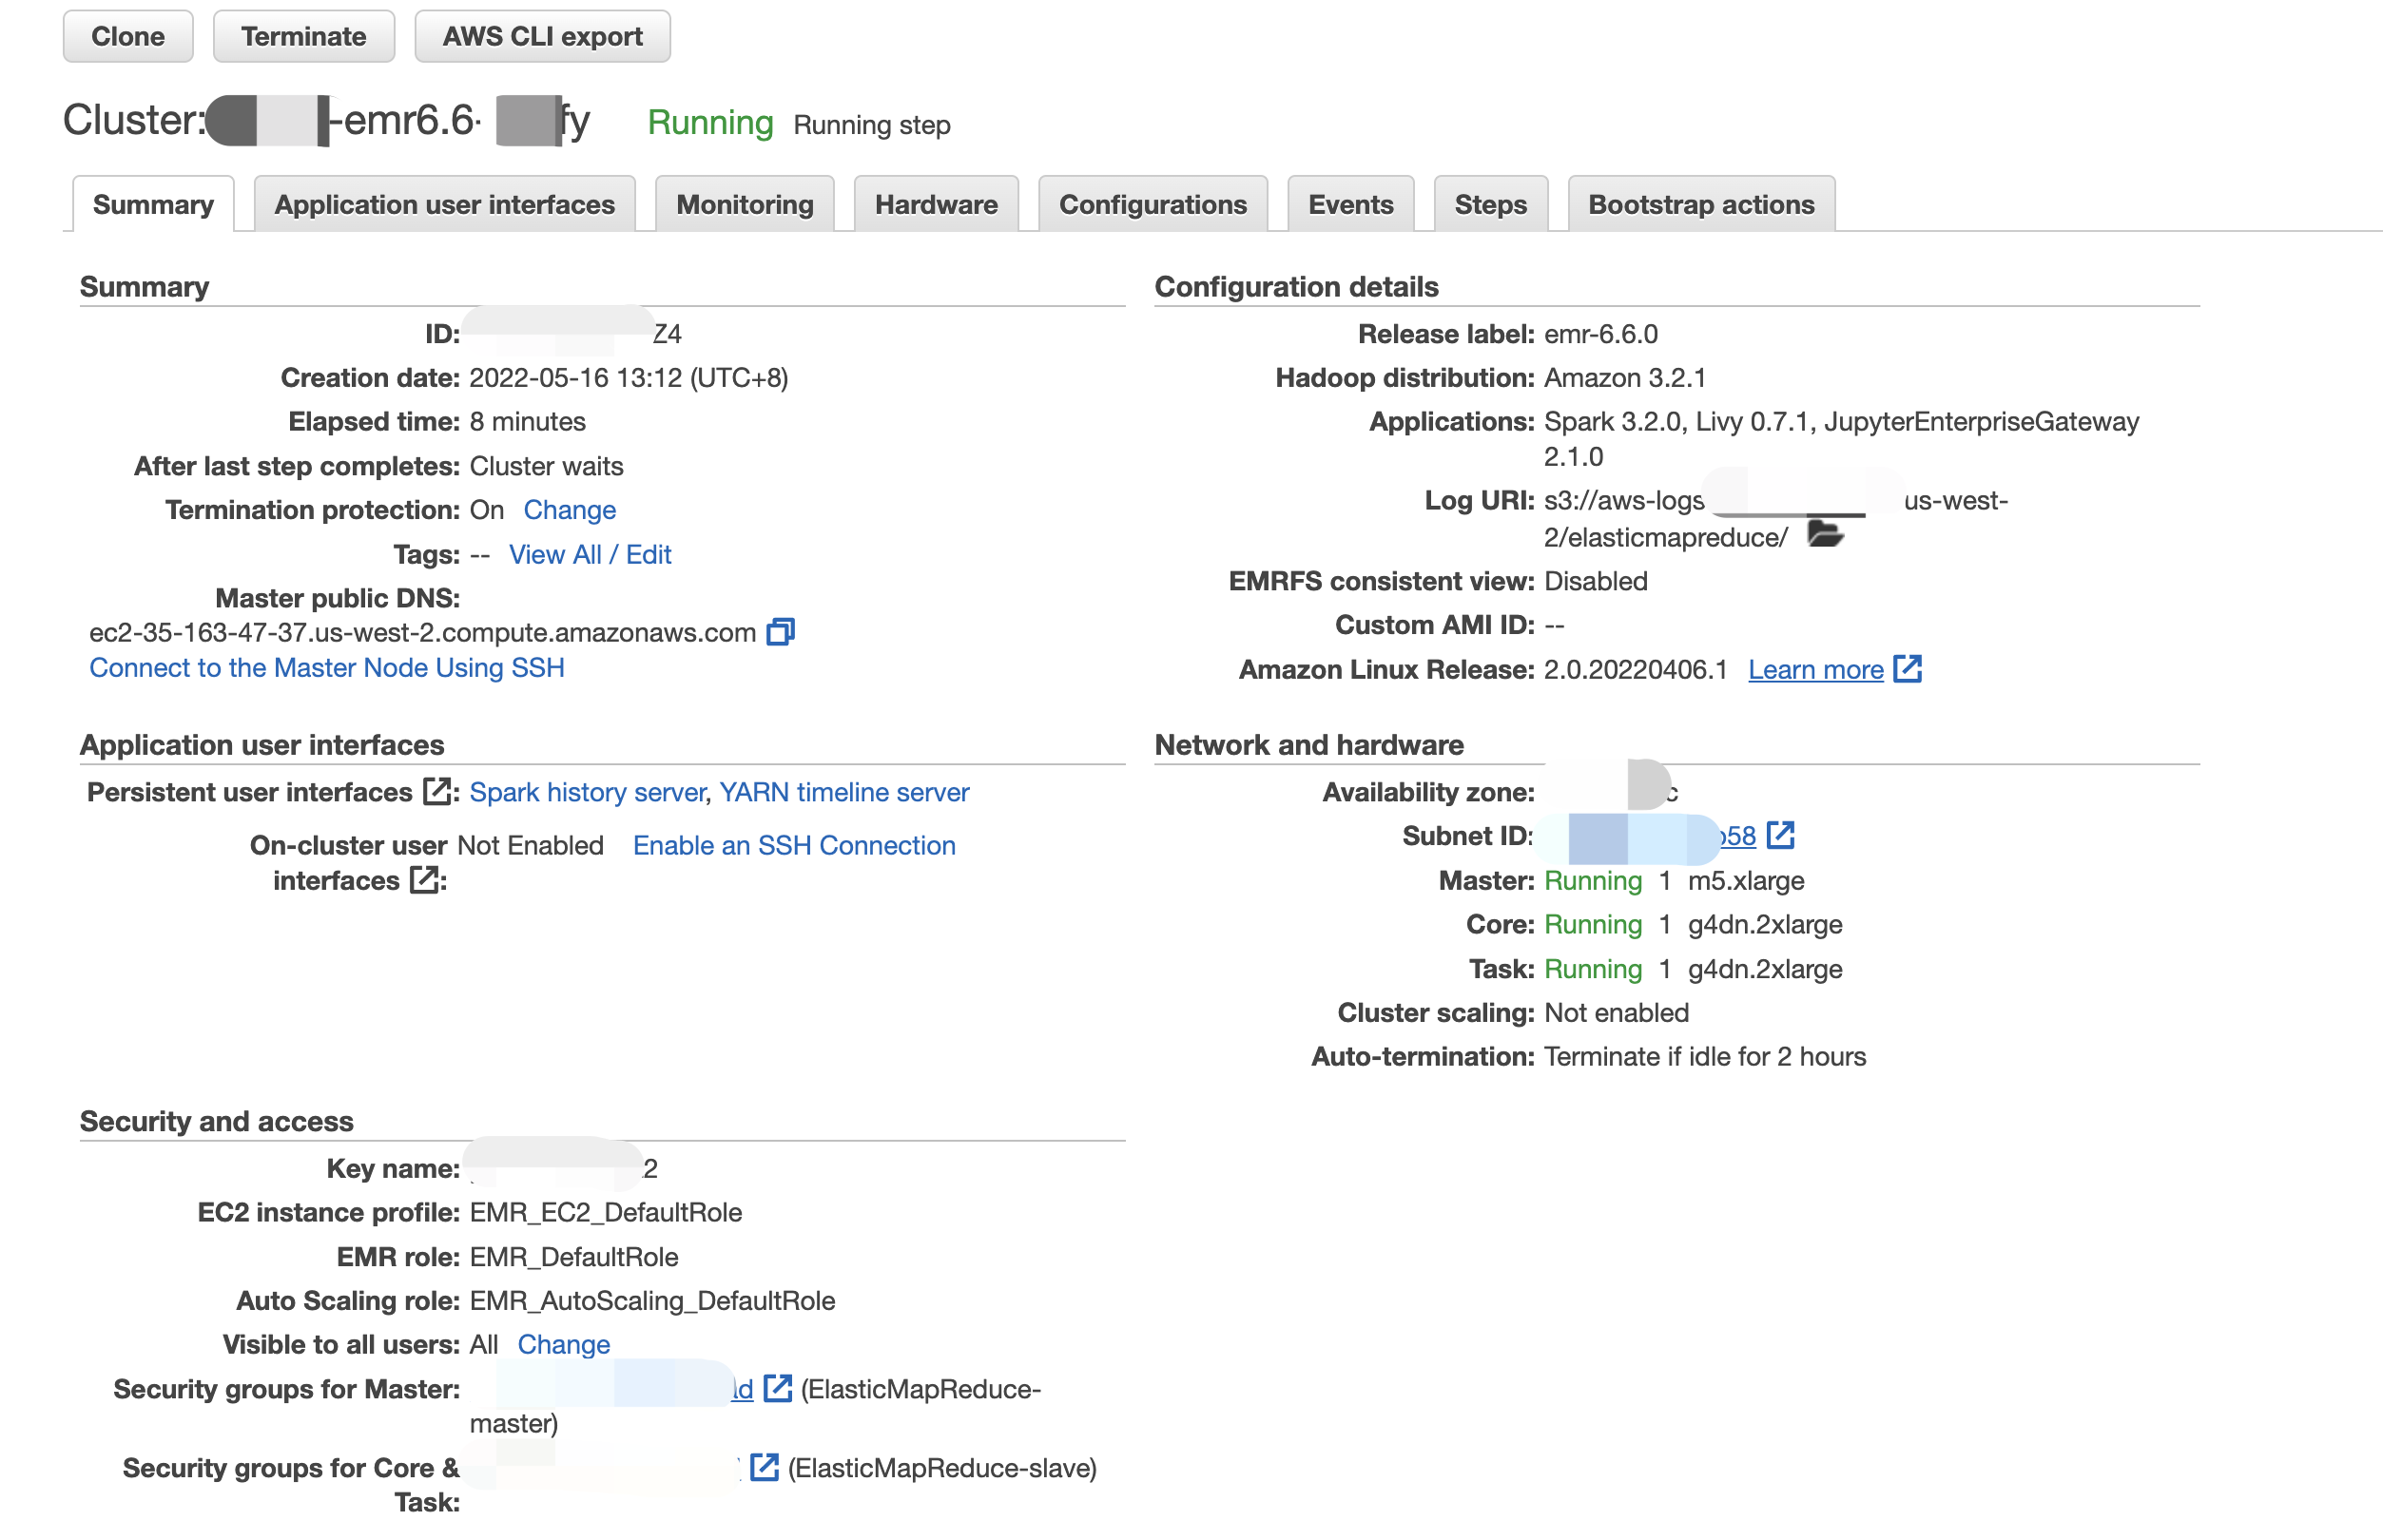 Clone Terminate AWS CLI export
Cluster: -emr6.6- fy Running Running step
Summary Application user interfaces Monitoring Hardware Configurations Events Steps Bootstrap actions
Summary
ID: Z4
Creation date: 2022-05-16 13:12 (UTC+8)
Elapsed time: 8 minutes
After last step completes: Cluster waits
Termination protection: On Change
Tags: -- View All / Edit
Master public DNS:
ec2-35-163-47-37.us-west-2.compute.amazonaws.com
Connect to the Master Node Using SSH
Configuration details
Release label: emr-6.6.0
Hadoop distribution: Amazon 3.2.1
Applications: Spark 3.2.0, Livy 0.7.1, JupyterEnterpriseGateway
2.1.0
Log URI: s3://aws-logs us-west-
2/elasticmapreduce/
EMRFS consistent view: Disabled
Custom AMI ID: --
Amazon Linux Release: 2.0.20220406.1 Learn more
Application user interfaces
Persistent user interfaces : Spark history server, YARN timeline server
On-cluster user Not Enabled Enable an SSH Connection
interfaces :
Network and hardware
Availability zone: c
Subnet ID: b58
Master: Running 1 m5.xlarge
Core: Running 1 g4dn.2xlarge
Task: Running 1 g4dn.2xlarge
Cluster scaling: Not enabled
Auto-termination: Terminate if idle for 2 hours
Security and access
Key name: 2
EC2 instance profile: EMR_EC2_DefaultRole
EMR role: EMR_DefaultRole
Auto Scaling role: EMR_AutoScaling_DefaultRole
Visible to all users: All Change
Security groups for Master: d (ElasticMapReduce-
master)
Security groups for Core & (ElasticMapReduce-slave)
Task: